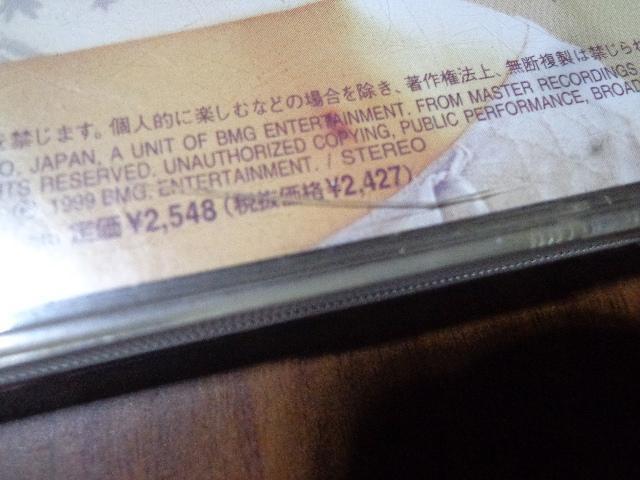 を禁じます。個人的に楽しむなどの場合を除き、著作権法上、無断複製は禁じられ
O. JAPAN. A UNIT OF BMG ENTERTAINMENT. FROM MASTER RECORDINGS
TS RESERVED. UNAUTHORIZED COPYING, PUBLIC PERFORMANCE, BROAD
Ⓟ 1999 BMG ENTERTAINMENT. / STEREO
定価¥2,548(税抜価格¥2,427)